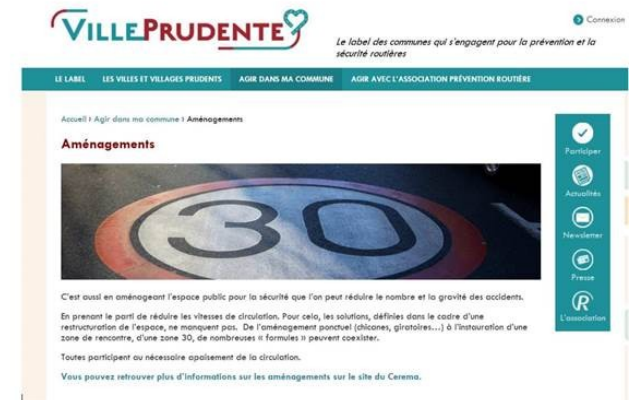 VILLEPRUDENTE
Connexion
Le label des communes qui s'engagent pour la prévention et la
sécurité routières
LE LABEL LES VILLES ET VILLAGES PRUDENTS AGIR DANS MA COMMUNE AGIR AVEC L'ASSOCIATION PRÉVENTION ROUTIÈRE
Accueil › Agir dans ma commune › Aménagements
Aménagements
30
C'est aussi en aménageant l'espace public pour la sécurité que l'on peut réduire le nombre et la gravité des accidents.
En prenant le parti de réduire les vitesses de circulation. Pour cela, les solutions, définies dans le cadre d'une
restructuration de l'espace, ne manquent pas. De l'aménagement ponctuel (chicanes, giratoires...) à l'instauration d'une
zone de rencontre, d'une zone 30, de nombreuses « formules » peuvent coexister.
Toutes participent au nécessaire apaisement de la circulation.
Vous pouvez retrouver plus d'informations sur les aménagements sur le site du Cerema.
Participer
Actualités
Newsletter
Presse
R
L'association